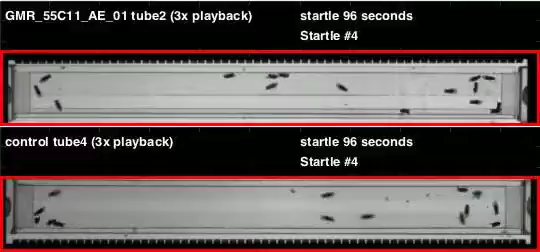 GMR_55C11_AE_01 tube2 (3x playback) startle 96 seconds
Startle #4
control tube4 (3x playback) startle 96 seconds
Startle #4